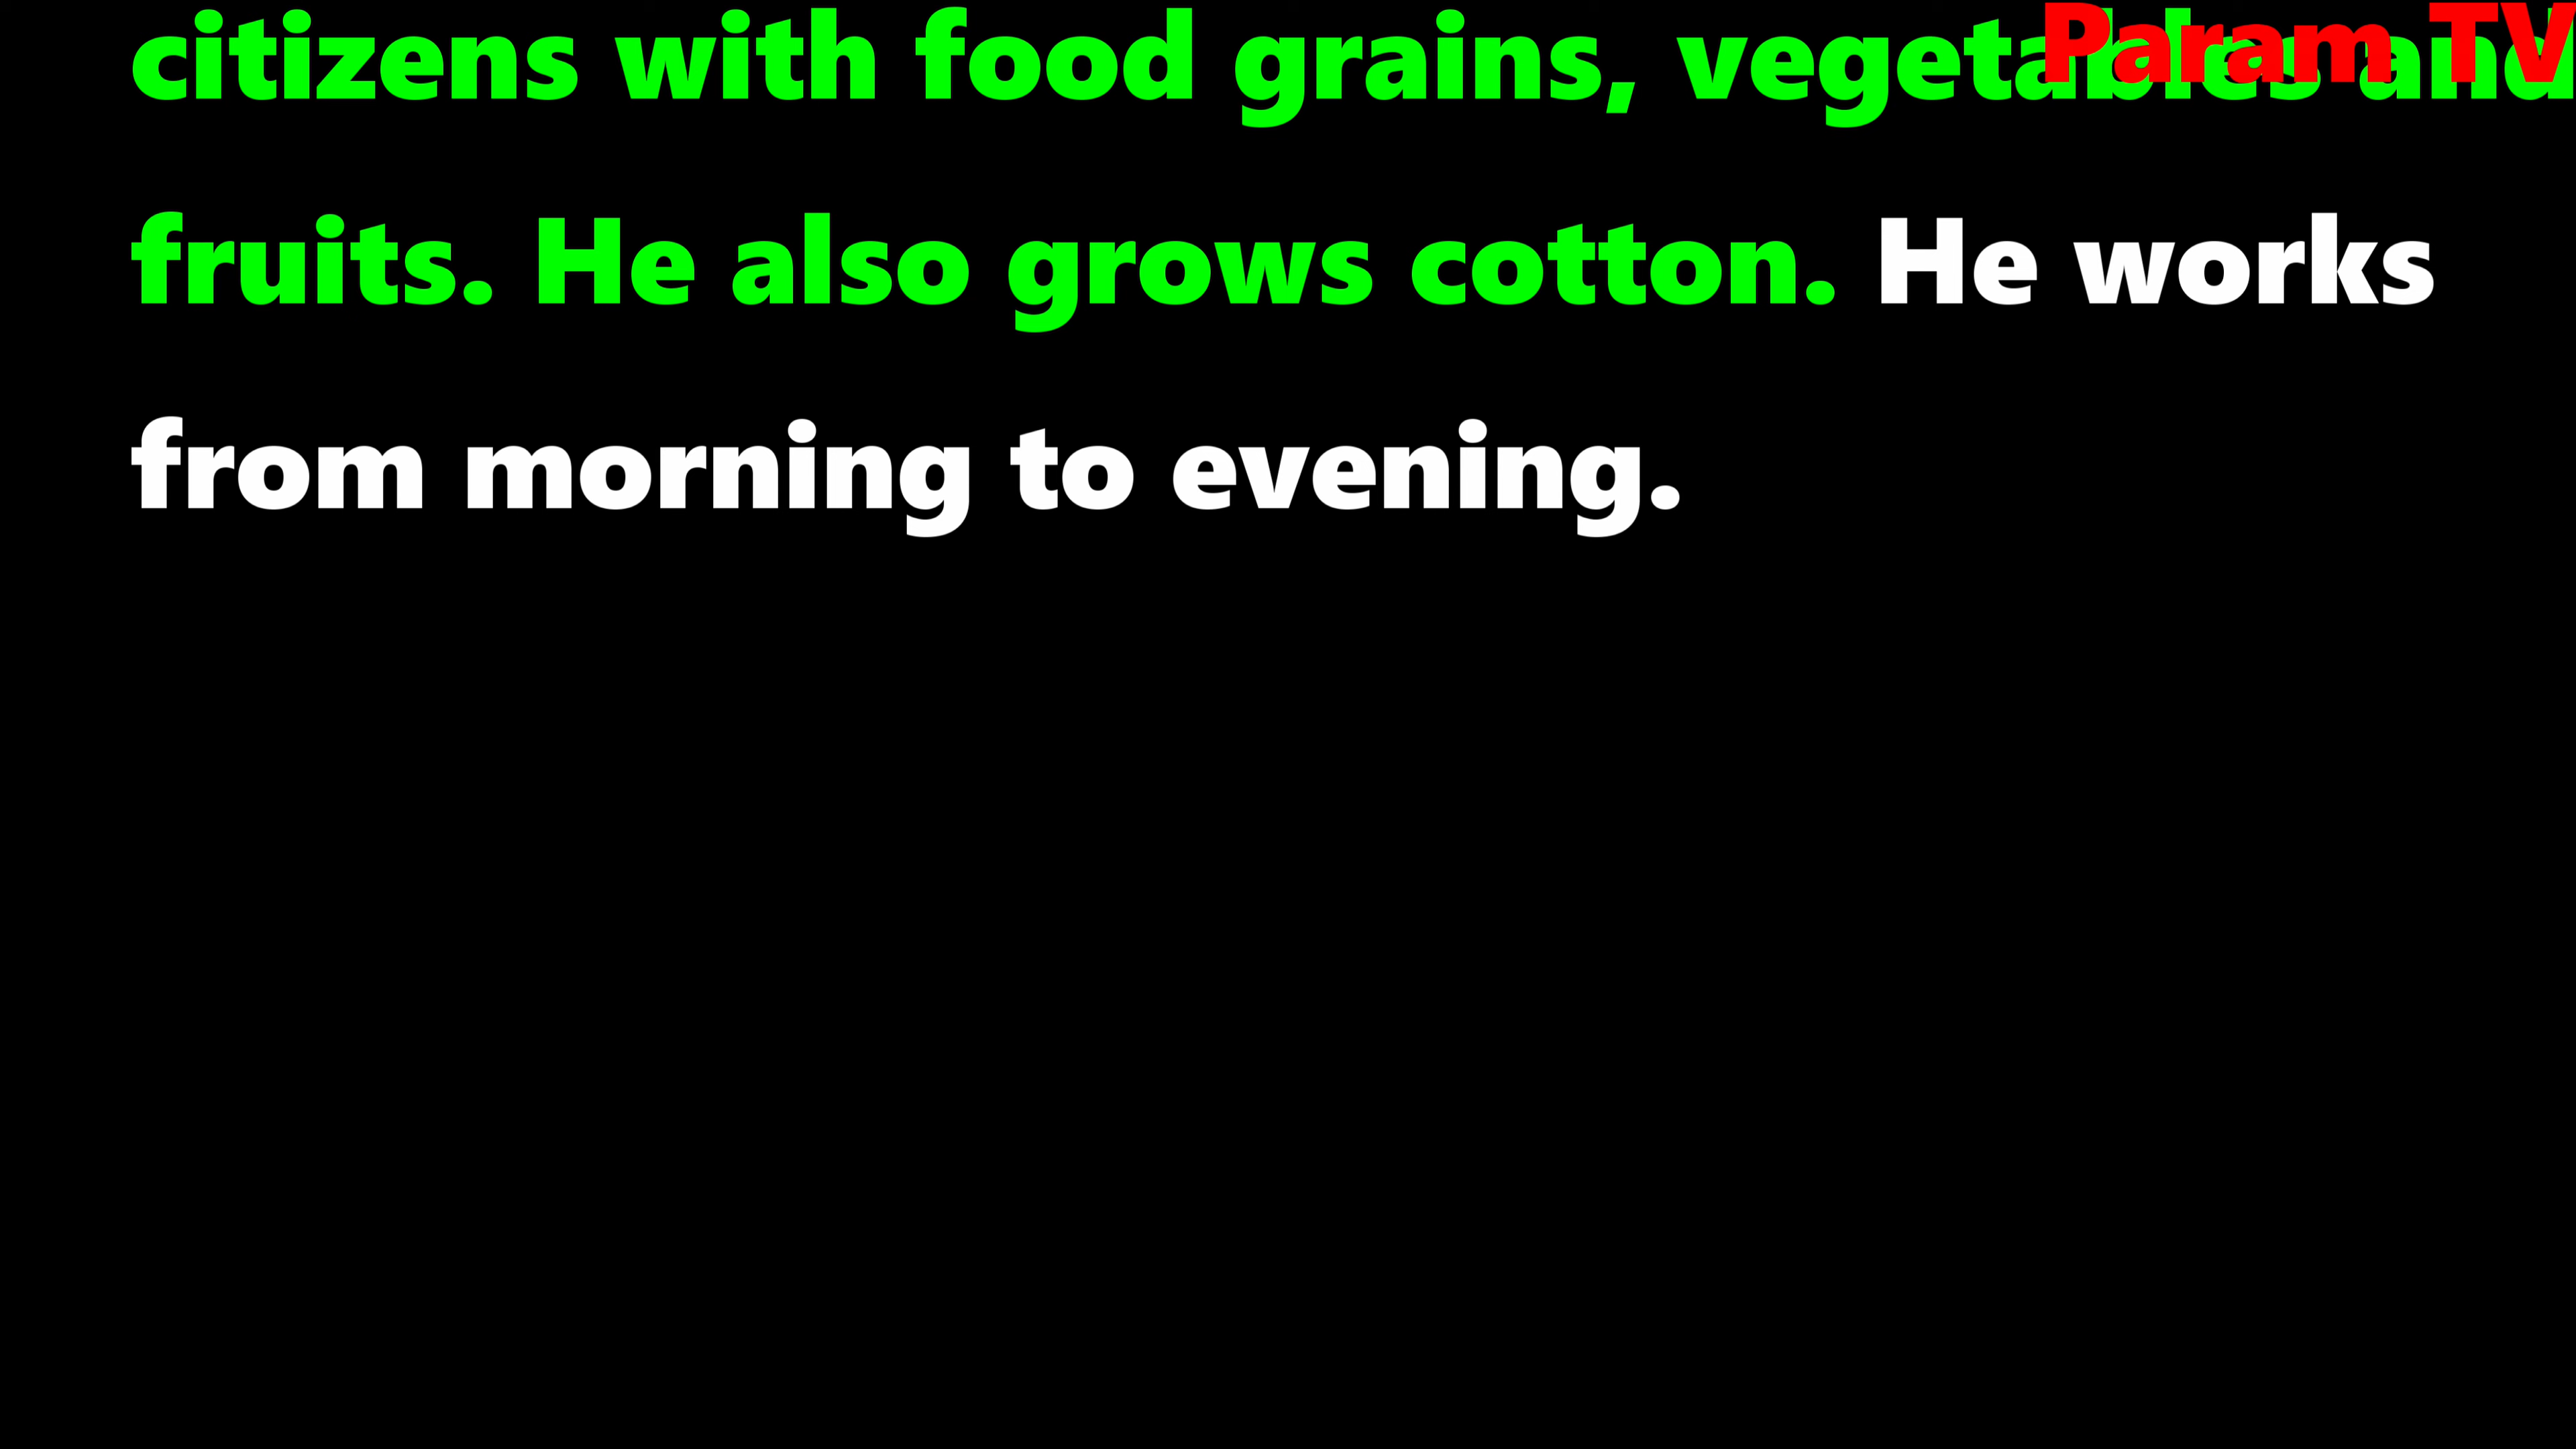 citizens with food grains, vegetables and
Param TV
fruits. He also grows cotton. He works
from morning to evening.